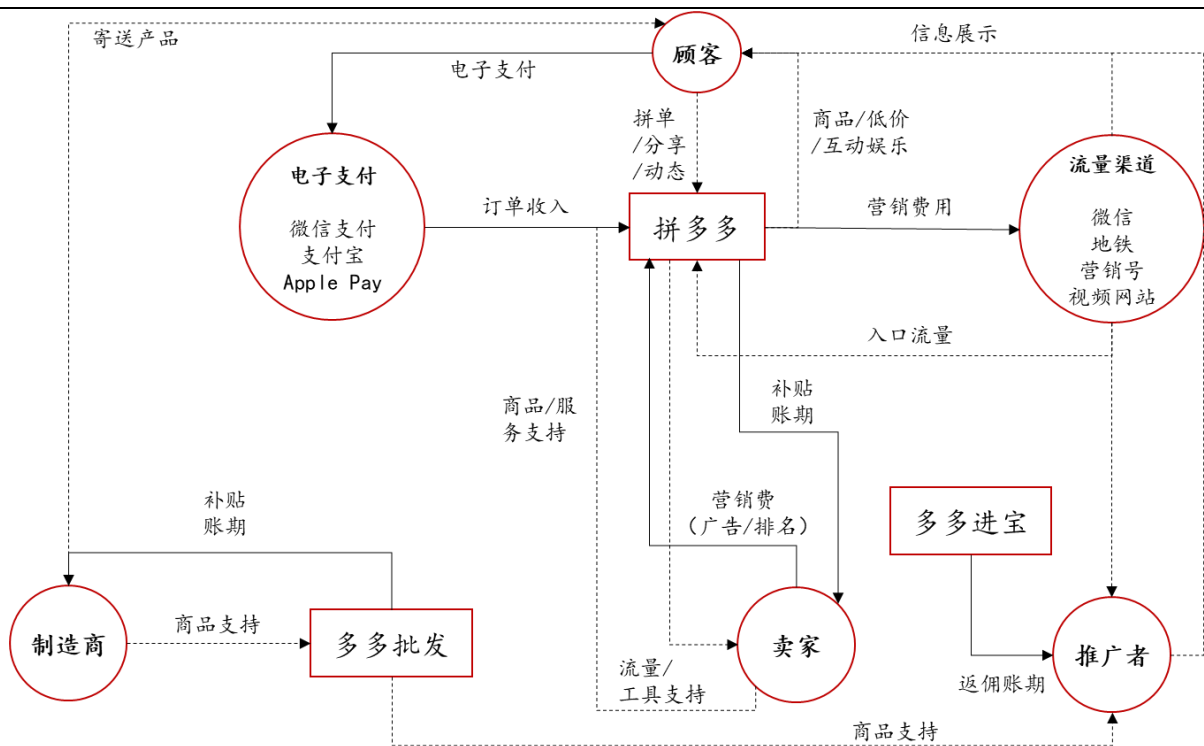 寄送产品
顾客
信息展示
电子支付
拼单
/分享
/动态
商品/低价
/互动娱乐
电子支付
微信支付
支付宝
Apple Pay
订单收入
拼多多
营销费用
流量渠道
微信
地铁
营销号
视频网站
入口流量
商品/服
务支持
补贴
账期
补贴
账期
营销费
（广告/排名）
多多进宝
制造商
商品支持
多多批发
流量/
工具支持
卖家
返佣账期
推广者
商品支持